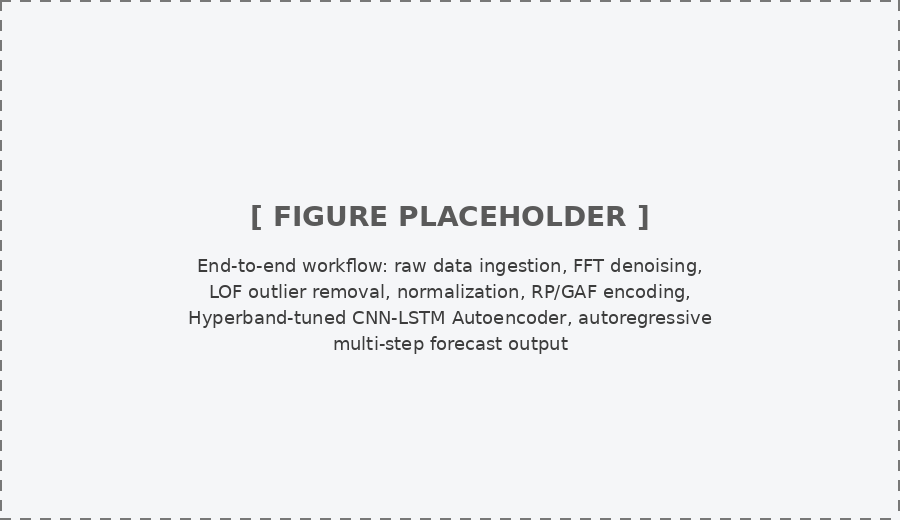 [ FIGURE PLACEHOLDER ]
End-to-end workflow: raw data ingestion, FFT denoising,
LOF outlier removal, normalization, RP/GAF encoding,
Hyperband-tuned CNN-LSTM Autoencoder, autoregressive
multi-step forecast output